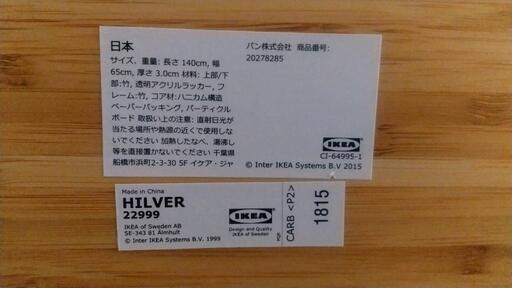 日本
サイズ、重量: 長さ 140cm, 幅
65cm, 厚さ 3.0cm 材料: 上部/下
部:竹, 透明アクリルラッカー, フ
レーム:竹, コア材:ハニカム構造
ペーパーパッキング, パーティクル
ボード 取扱い上の注意: 直射日光が
当たる場所や熱源の近くで使用しな
いでください 加熱したなべ、湯沸し
等を直接置かないでください 千葉県
船橋市浜町2-3-30 5F イケア・ジャ
パン株式会社 商品番号:
20278285
IKEA
CI-64995-1
© Inter IKEA Systems B.V 2015
Made in China
HILVER
22999
IKEA of Sweden AB
SE-343 81 Älmhult
© Inter IKEA Systems B.V. 1999
IKEA
Design and Quality
IKEA of Sweden
PQP.
CARB <P2>
1815